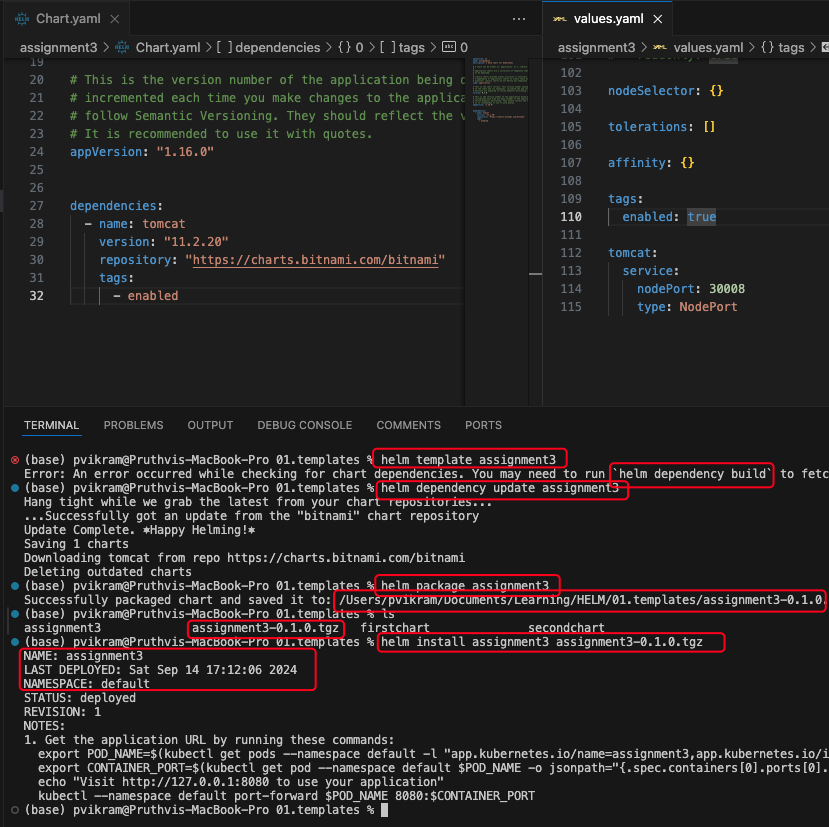 Chart.yaml
assignment3 > Chart.yaml > [ ] dependencies > {} 0 > [ ] tags > abc 0
19
20 # This is the version number of the application being
21 # incremented each time you make changes to the applica
22 # follow Semantic Versioning. They should reflect the v
23 # It is recommended to use it with quotes.
24 appVersion: "1.16.0"
25
26
27 dependencies:
28 - name: tomcat
29 version: "11.2.20"
30 repository: "https://charts.bitnami.com/bitnami"
31 tags:
32 - enabled
values.yaml
assignment3 > values.yaml > {} tags >
102
103 nodeSelector: {}
104
105 tolerations: []
106
107 affinity: {}
108
109 tags:
110 enabled: true
111
112 tomcat:
113 service:
114 nodePort: 30008
115 type: NodePort
TERMINAL PROBLEMS OUTPUT DEBUG CONSOLE COMMENTS PORTS
(base) pvikram@Pruthvis-MacBook-Pro 01.templates % helm template assignment3
Error: An error occurred while checking for chart dependencies. You may need to run `helm dependency build` to fetc
(base) pvikram@Pruthvis-MacBook-Pro 01.templates % helm dependency update assignment3
Hang tight while we grab the latest from your chart repositories...
...Successfully got an update from the "bitnami" chart repository
Update Complete. ⎈Happy Helming!⎈
Saving 1 charts
Downloading tomcat from repo https://charts.bitnami.com/bitnami
Deleting outdated charts
(base) pvikram@Pruthvis-MacBook-Pro 01.templates % helm package assignment3
Successfully packaged chart and saved it to: /Users/pvikram/Documents/Learning/HELM/01.templates/assignment3-0.1.0.
(base) pvikram@Pruthvis-MacBook-Pro 01.templates % ls
assignment3 assignment3-0.1.0.tgz firstchart secondchart
(base) pvikram@Pruthvis-MacBook-Pro 01.templates % helm install assignment3 assignment3-0.1.0.tgz
NAME: assignment3
LAST DEPLOYED: Sat Sep 14 17:12:06 2024
NAMESPACE: default
STATUS: deployed
REVISION: 1
NOTES:
1. Get the application URL by running these commands:
export POD_NAME=$(kubectl get pods --namespace default -l "app.kubernetes.io/name=assignment3,app.kubernetes.io/i
export CONTAINER_PORT=$(kubectl get pod --namespace default $POD_NAME -o jsonpath="{.spec.containers[0].ports[0].
echo "Visit http://127.0.0.1:8080 to use your application"
kubectl --namespace default port-forward $POD_NAME 8080:$CONTAINER_PORT
(base) pvikram@Pruthvis-MacBook-Pro 01.templates %